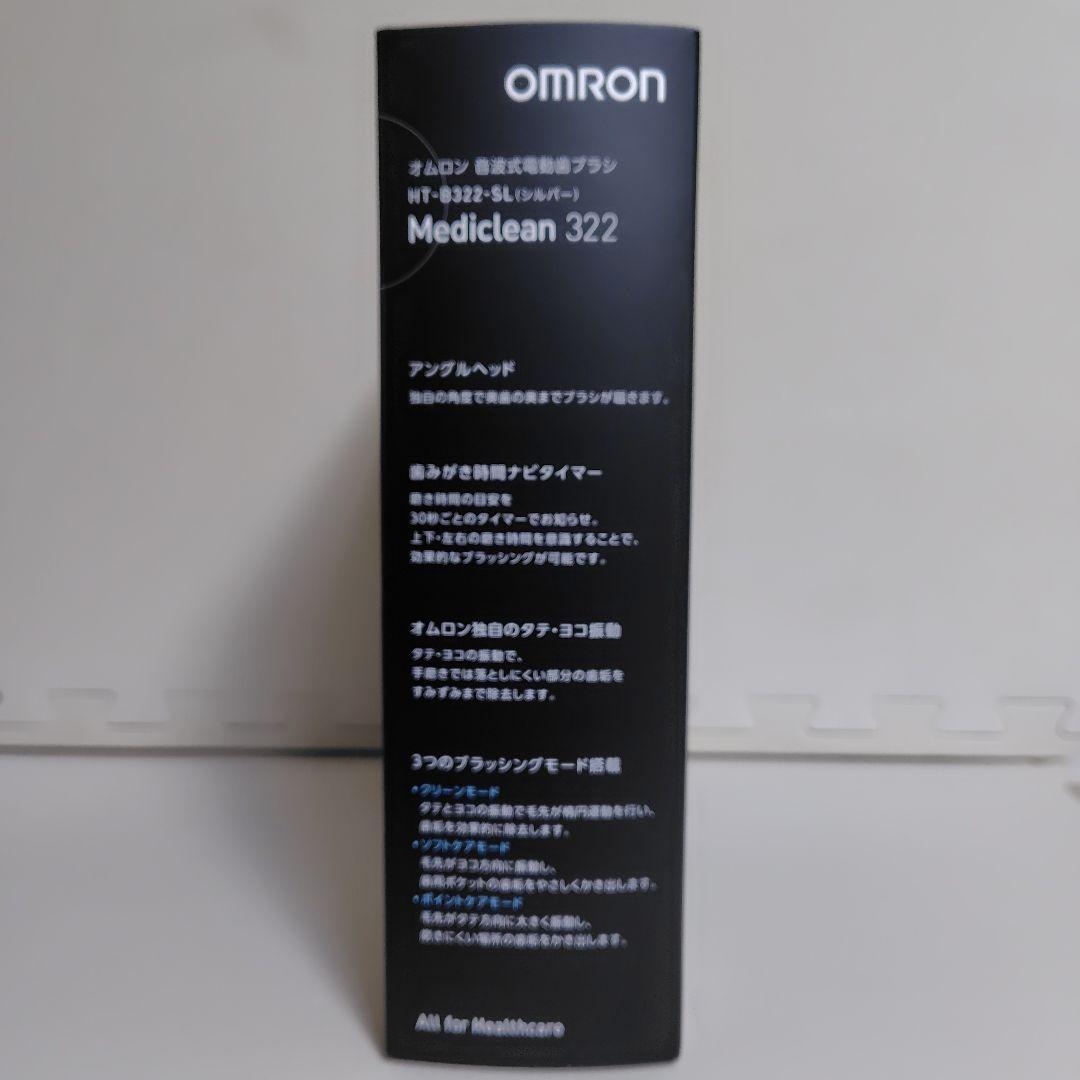 OMRON
オムロン 音波式電動歯ブラシ
HT-B322-SL(シルバー)
Mediclean 322
アングルヘッド
独自の角度で奥歯の奥までブラシが届きます。
歯みがき時間ナビタイマー
磨き時間の目安を
30秒ごとのタイマーでお知らせ。
上下・左右の磨き時間を意識することで、
効果的なブラッシングが可能です。
オムロン独自のタテ・ヨコ振動
タテ・ヨコの振動で、
手磨きでは落としにくい部分の歯垢を
すみずみまで除去します。
3つのブラッシングモード搭載
・クリーンモード
タテとヨコの振動で毛先が楕円運動を行い、
歯垢を効果的に除去します。
・ソフトケアモード
毛先がヨコ方向に振動し、
歯周ポケットの歯垢をやさしくかき出します。
・ポイントケアモード
毛先がタテ方向に大きく振動し、
磨きにくい場所の歯垢をかき出します。
All for Healthcare